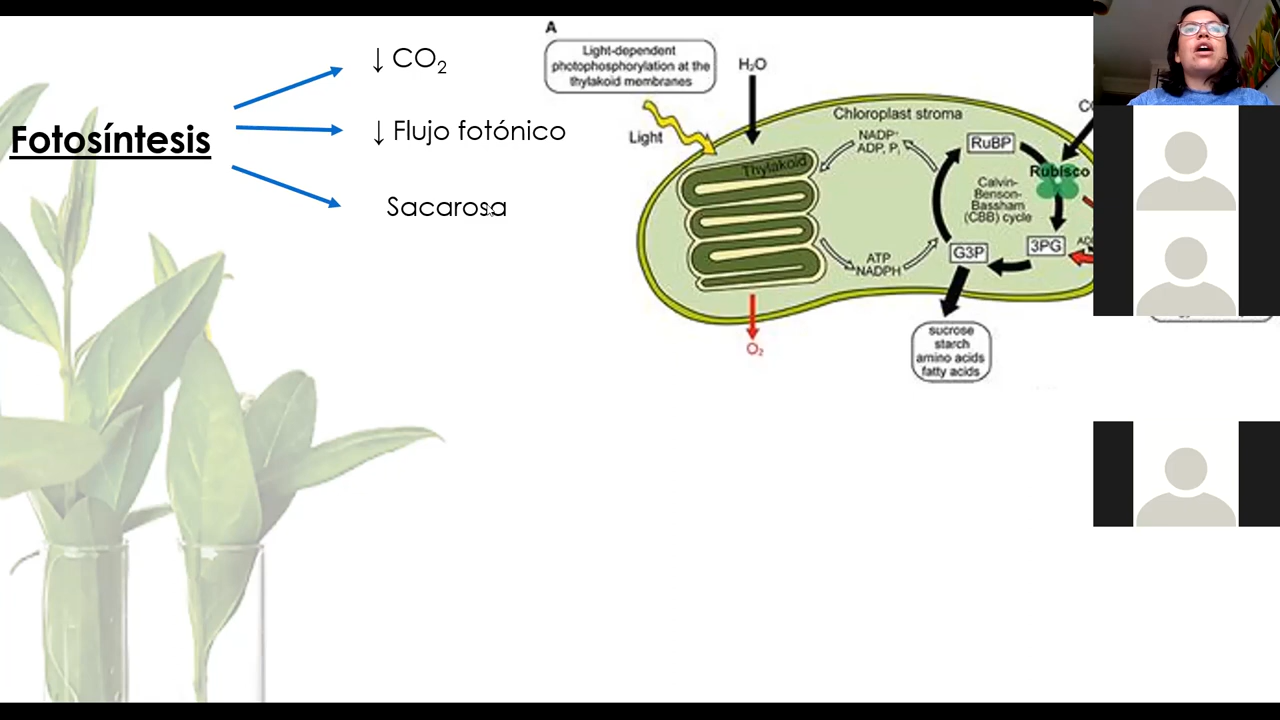 Fotosíntesis
↓ CO₂
↓ Flujo fotónico
Sacarosa
A
Light-dependent
photophosphorylation at the
thylakoid membranes
H₂O
Light
Chloroplast stroma
Thylakoid
NADP⁺
ADP, Pᵢ
ATP
NADPH
RuBP
Rubisco
Calvin-
Benson-
Bassham
(CBB) cycle
G3P
3PG
O₂
sucrose
starch
amino acids
fatty acids